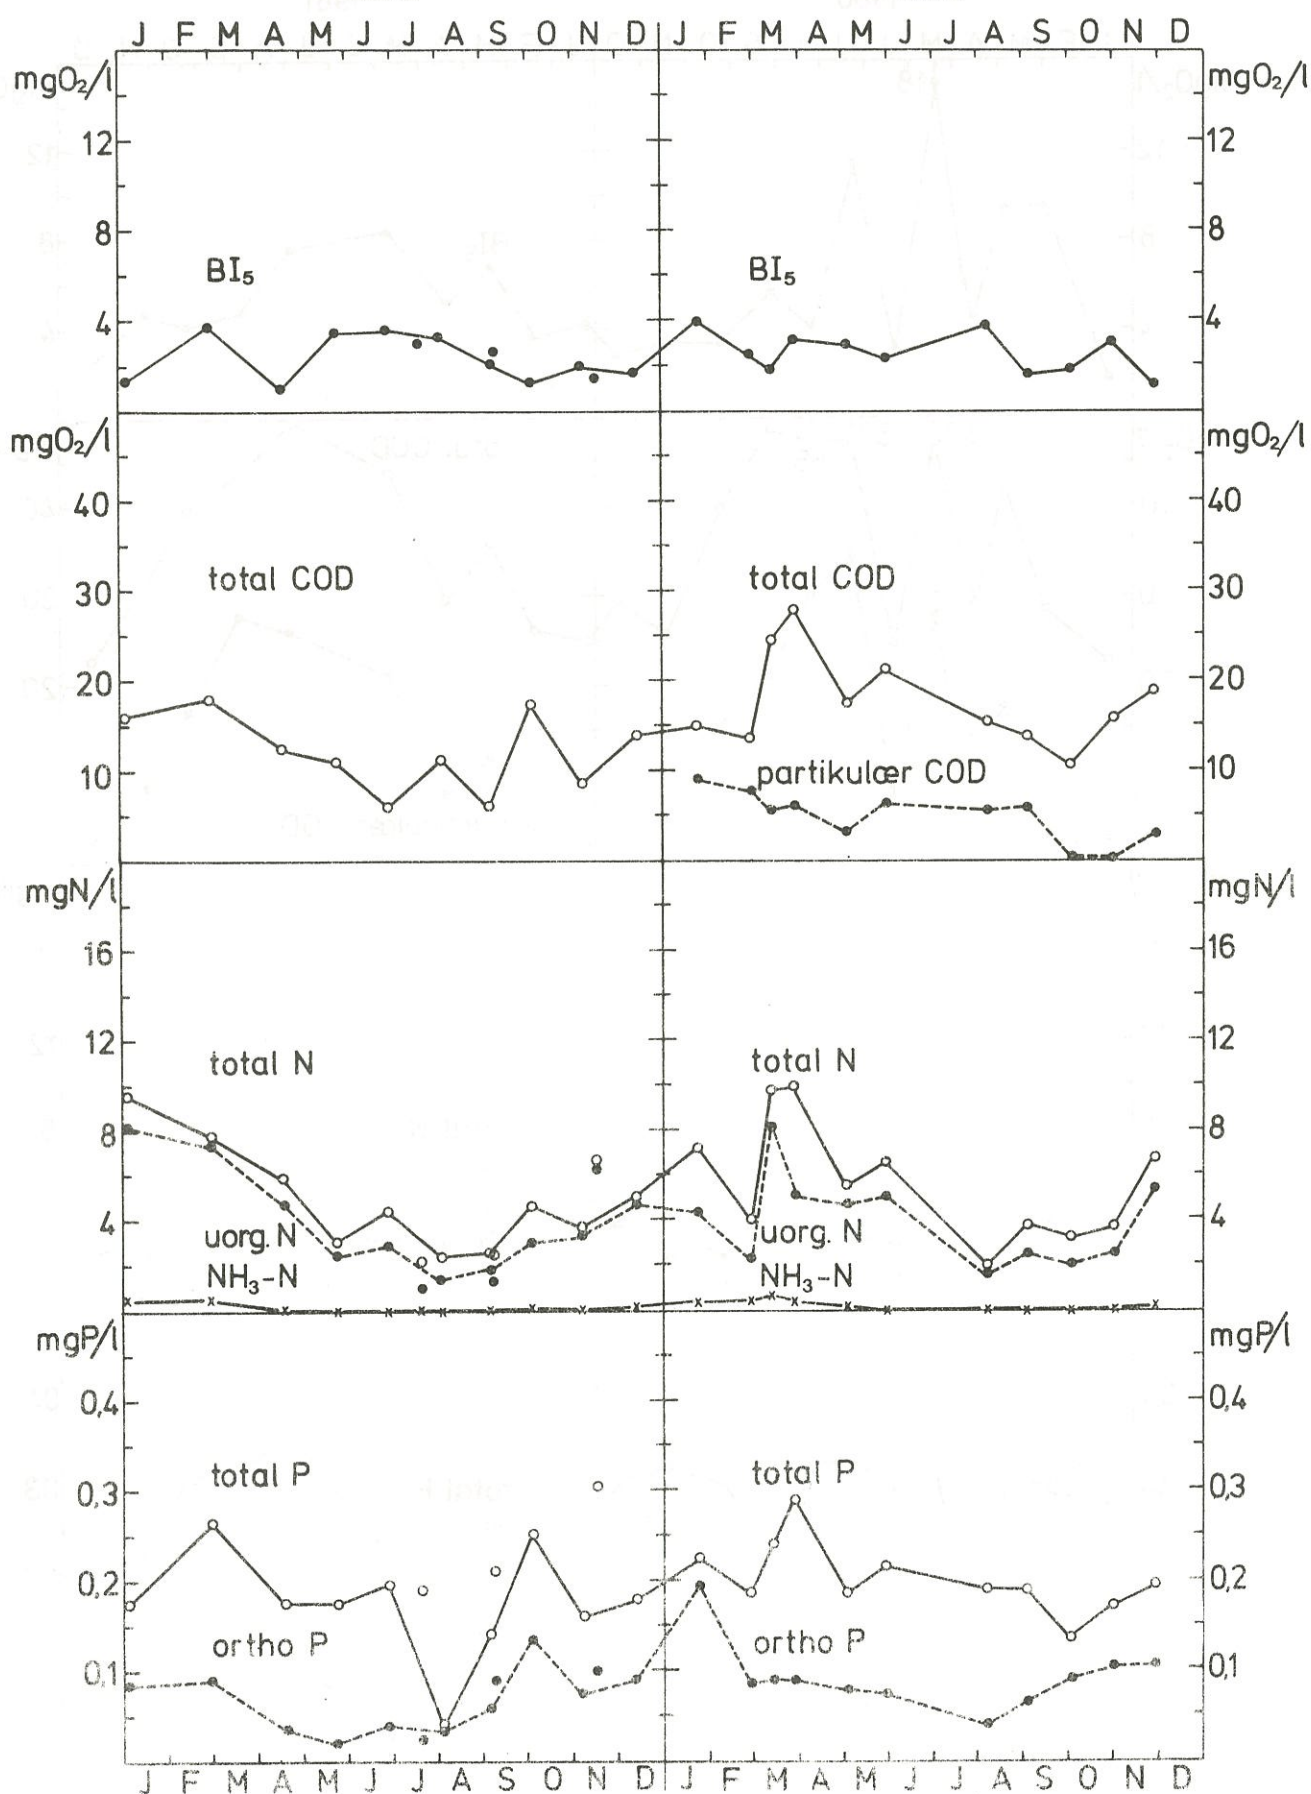 J F M A M J J A S O N D J F M A M J J A S O N D
mgO₂/l mgO₂/l
12 12
8 8
BI₅ BI₅
4 4
mgO₂/l mgO₂/l
40 40
total COD total COD
30 30
20 20
partikulær COD
10 10
mgN/l mgN/l
16 16
12 12
total N total N
8 8
4 4
uorg. N uorg. N
NH₃-N NH₃-N
mgP/l mgP/l
0,4 0,4
total P total P
0,3 0,3
0,2 0,2
ortho P ortho P
0,1 0,1
J F M A M J J A S O N D J F M A M J J A S O N D